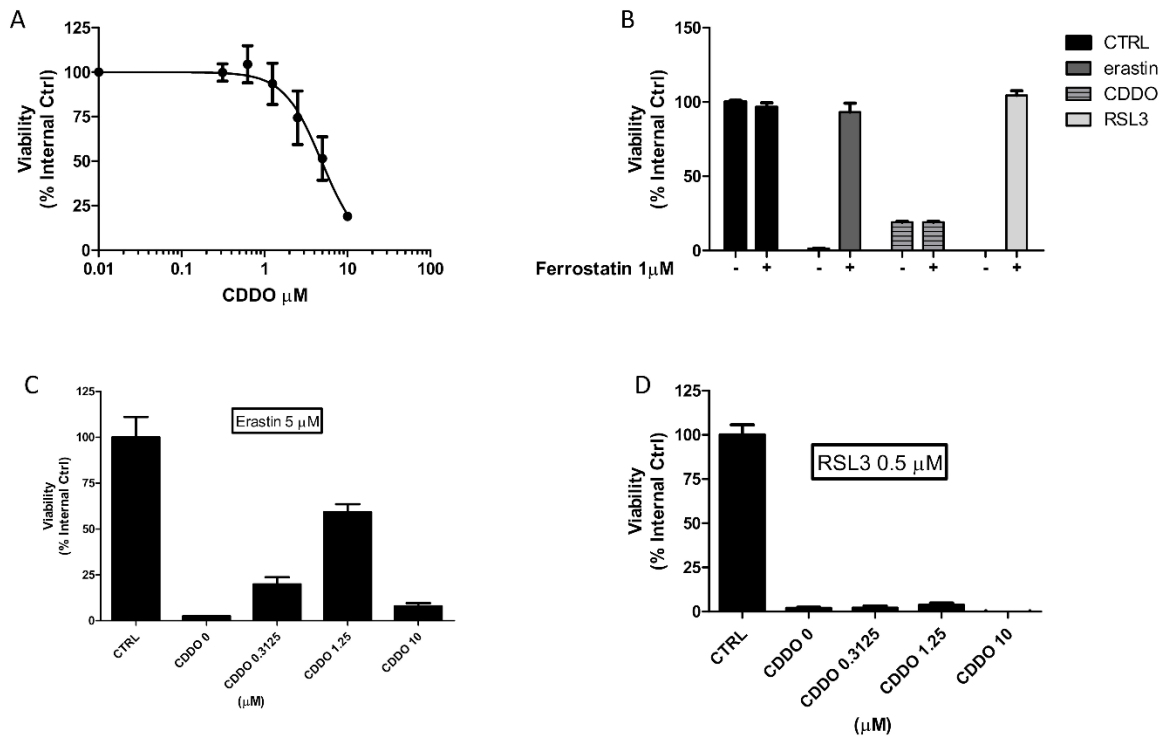 A
Viability
(% Internal Ctrl)
125
100
75
50
25
0
0.01
0.1
1
10
100
CDDO μM
B
Viability
(% Internal Ctrl)
150
100
50
0
Ferrostatin 1μM
- + - + - + - +
CTRL
erastin
CDDO
RSL3
C
Viability
(% Internal Ctrl)
125
100
75
50
25
0
Erastin 5 μM
CTRL
CDDO 0
CDDO 0.3125
CDDO 1.25
CDDO 10
(μM)
D
Viability
(% Internal Ctrl)
125
100
75
50
25
0
RSL3 0.5 μM
CTRL
CDDO 0
CDDO 0.3125
CDDO 1.25
CDDO 10
(μM)